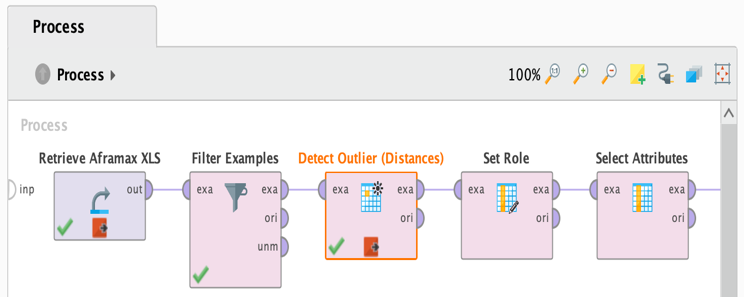 Process
Process
100%
Process
Retrieve Aframax XLS
Filter Examples
Detect Outlier (Distances)
Set Role
Select Attributes
inp
out
exa
exa
exa
exa
exa
exa
exa
exa
ori
ori
ori
ori
unm